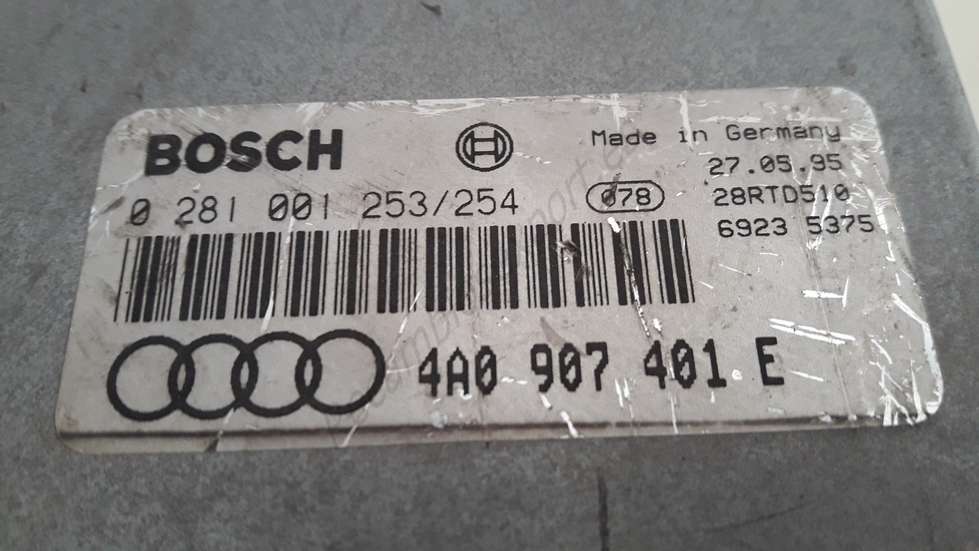 BOSCH
Made in Germany
27.05.95
0 281 001 253/254
078
28RTD510
6923 5375
4A0 907 401 E